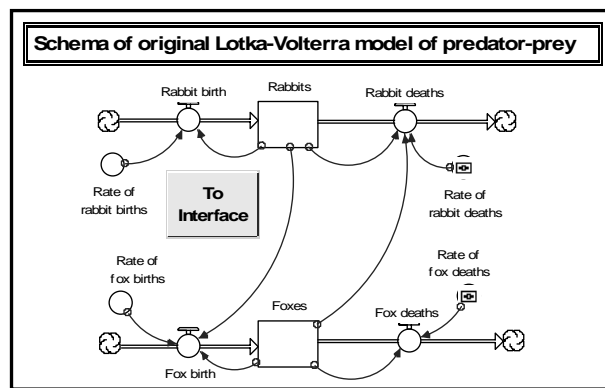 Schema of original Lotka-Volterra model of predator-prey
Rabbit birth
Rabbits
Rabbit deaths
Rate of
rabbit births
To
Interface
Rate of
rabbit deaths
Rate of
fox births
Rate of
fox deaths
Foxes
Fox deaths
Fox birth